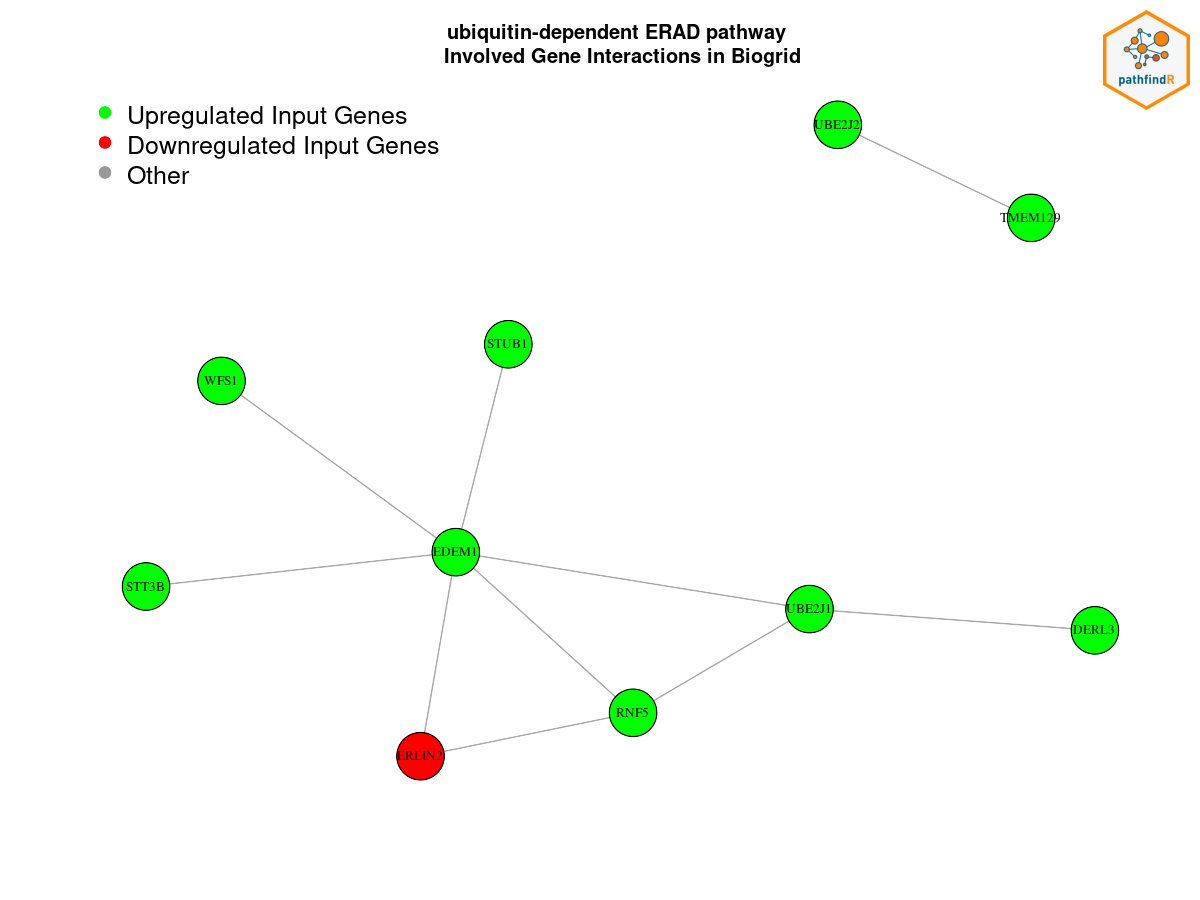 ubiquitin-dependent ERAD pathway
Involved Gene Interactions in Biogrid
pathfindR
Upregulated Input Genes
Downregulated Input Genes
Other
UBE2J2
TMEM129
STUB1
WFS1
EDEM1
STT3B
UBE2J1
DERL3
RNF5
ERLIN2